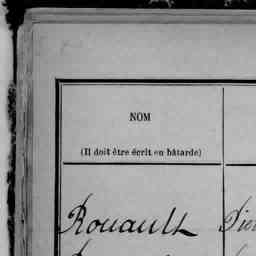 NOM
(Il doit être écrit en bâtarde)
Rouault